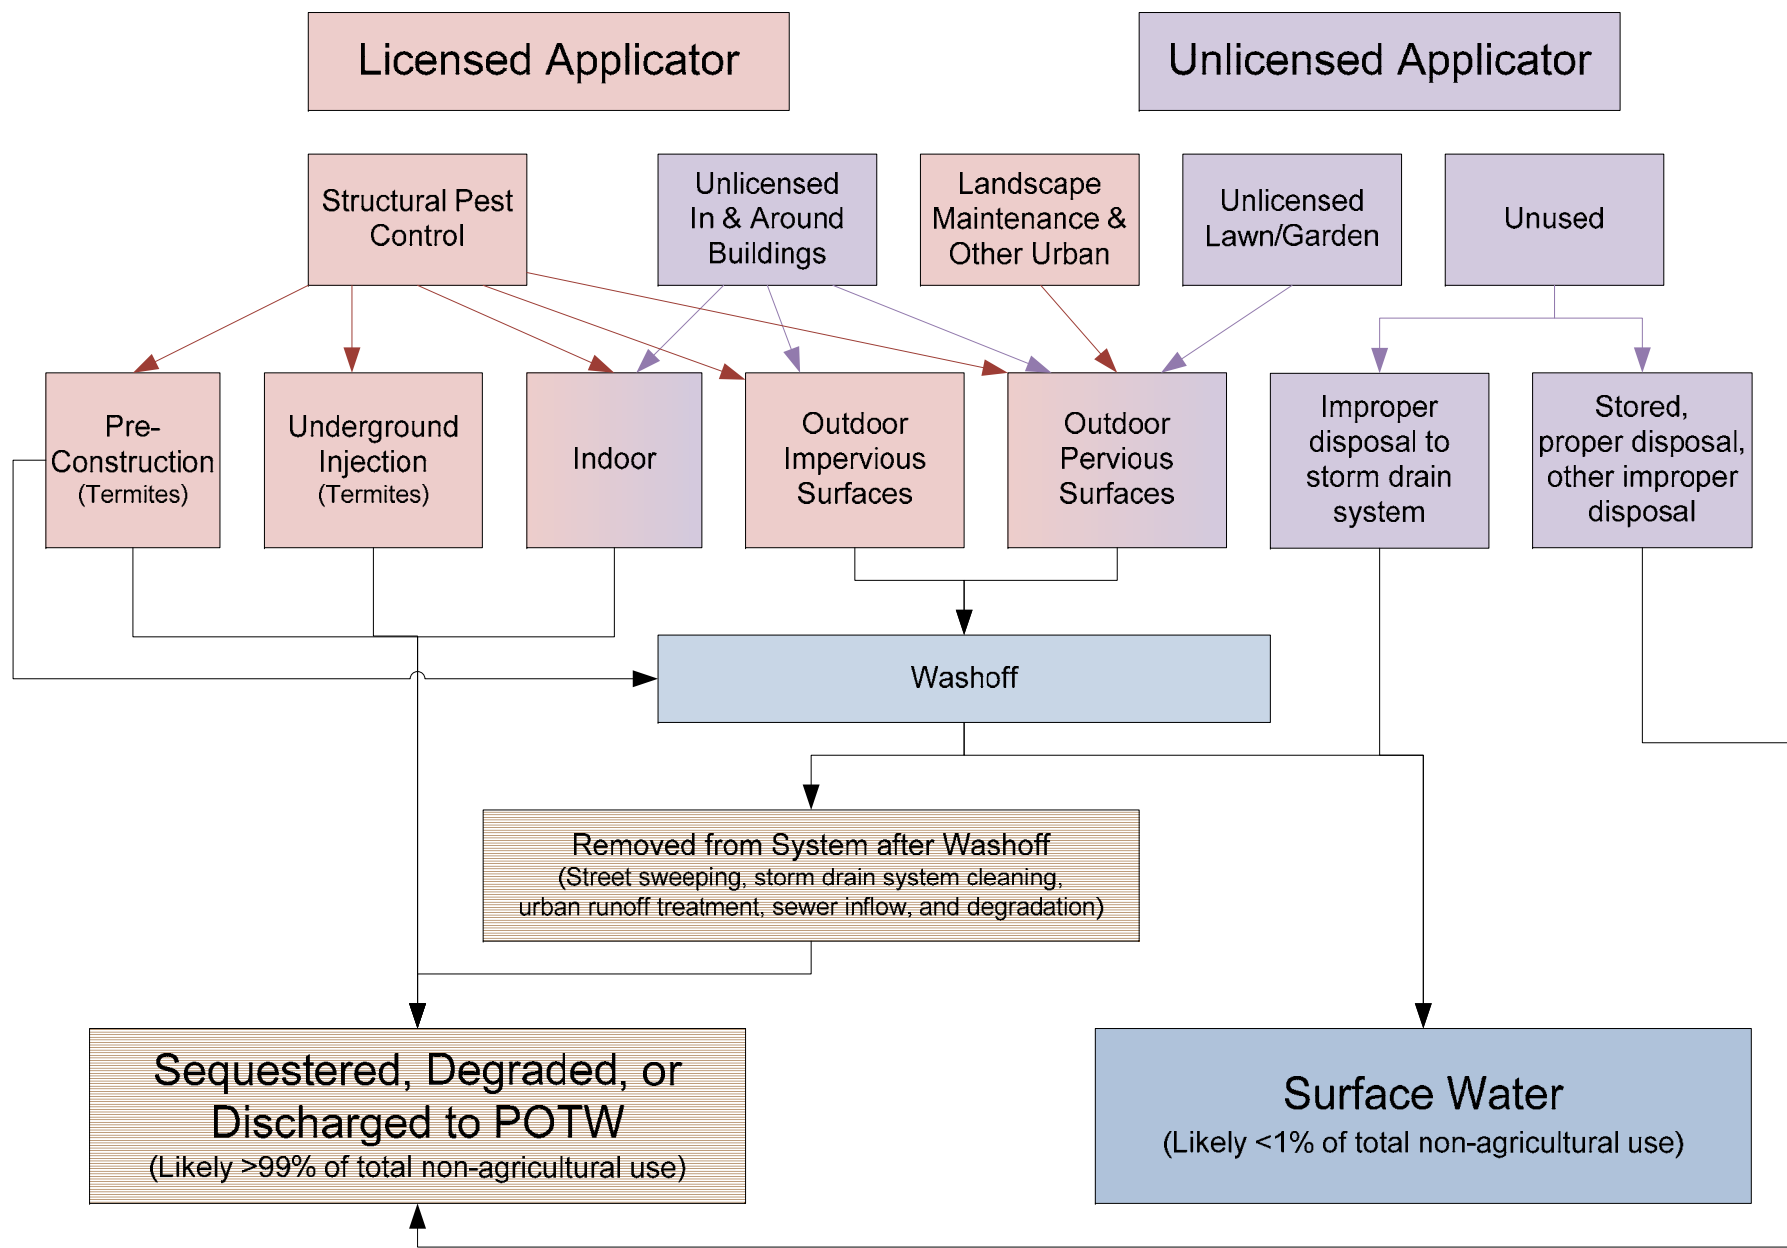 Licensed Applicator
Unlicensed Applicator
Structural Pest
Control
Unlicensed
In & Around
Buildings
Landscape
Maintenance &
Other Urban
Unlicensed
Lawn/Garden
Unused
Pre-
Construction
(Termites)
Underground
Injection
(Termites)
Indoor
Outdoor
Impervious
Surfaces
Outdoor
Pervious
Surfaces
Improper
disposal to
storm drain
system
Stored,
proper disposal,
other improper
disposal
Washoff
Removed from System after Washoff
(Street sweeping, storm drain system cleaning,
urban runoff treatment, sewer inflow, and degradation)
Sequestered, Degraded, or
Discharged to POTW
(Likely >99% of total non-agricultural use)
Surface Water
(Likely <1% of total non-agricultural use)